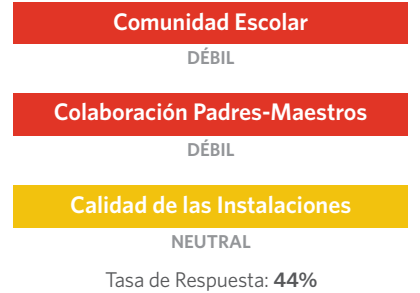 Comunidad Escolar
DÉBIL
Colaboración Padres-Maestros
DÉBIL
Calidad de las Instalaciones
NEUTRAL
Tasa de Respuesta: 44%